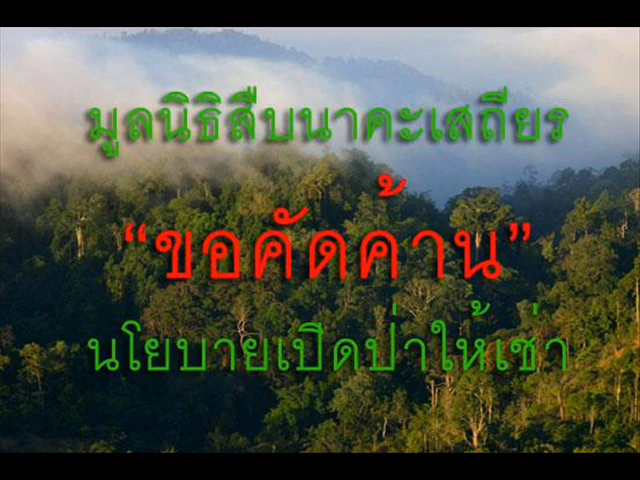 มูลนิธิสืบนาคะเสถียร
“ขอคัดค้าน”
นโยบายเปิดป่าให้เช่า